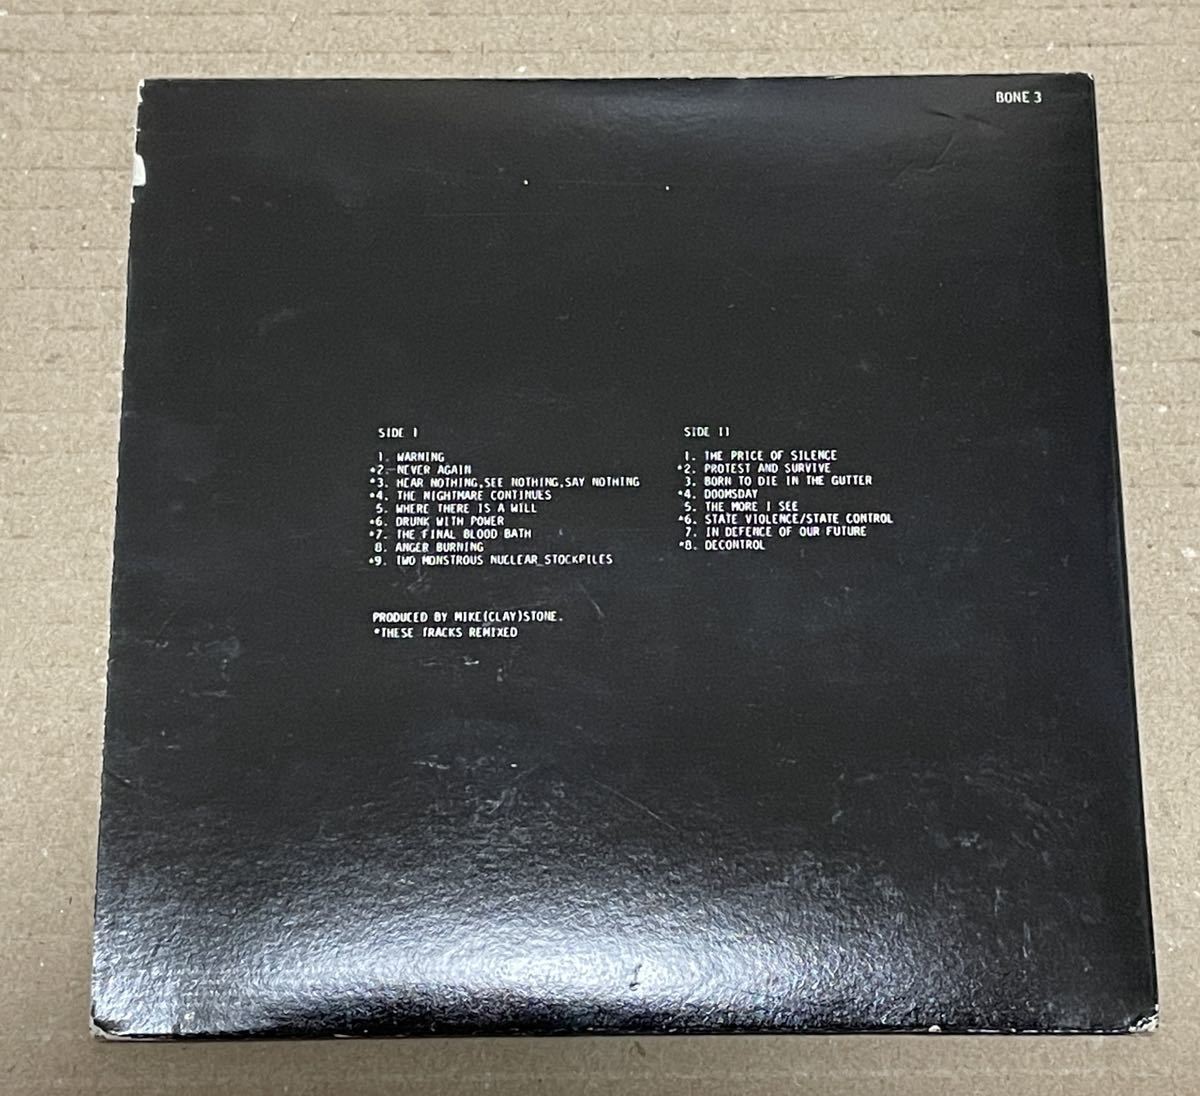 BONE 3
SIDE I
1. WARNING
*2. NEVER AGAIN
*3. HEAR NOTHING,SEE NOTHING,SAY NOTHING
*4. THE NIGHTMARE CONTINUES
5. WHERE THERE IS A WILL
*6. DRUNK WITH POWER
*7. THE FINAL BLOOD BATH
8. ANGER BURNING
*9. TWO MONSTROUS NUCLEAR STOCKPILES
SIDE II
1. THE PRICE OF SILENCE
*2. PROTEST AND SURVIVE
3. BORN TO DIE IN THE GUTTER
*4. DOOMSDAY
5. THE MORE I SEE
*6. STATE VIOLENCE/STATE CONTROL
7. IN DEFENCE OF OUR FUTURE
*8. DECONTROL
PRODUCED BY MIKE(CLAY)STONE.
*THESE TRACKS REMIXED